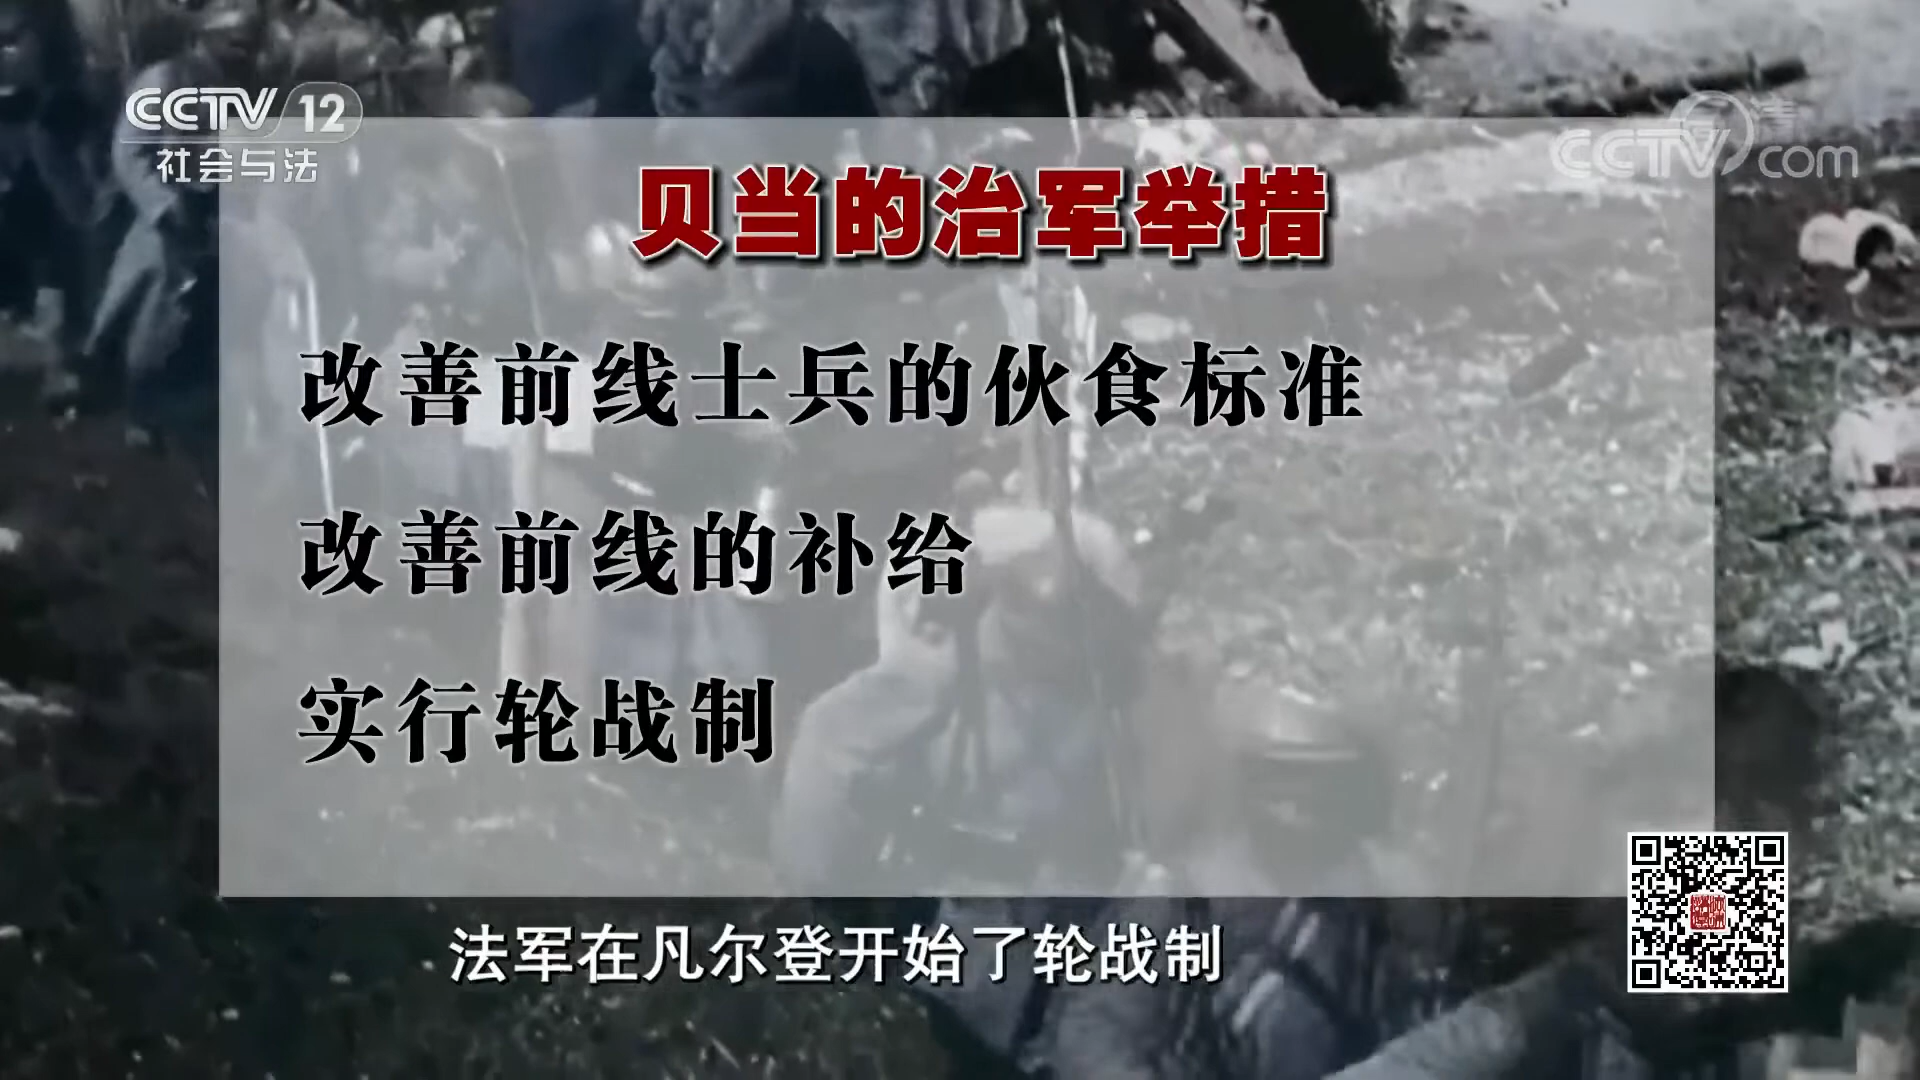 CCTV 12
社会与法
CCTV.com
贝当的治军举措
改善前线士兵的伙食标准
改善前线的补给
实行轮战制
法军在凡尔登开始了轮战制